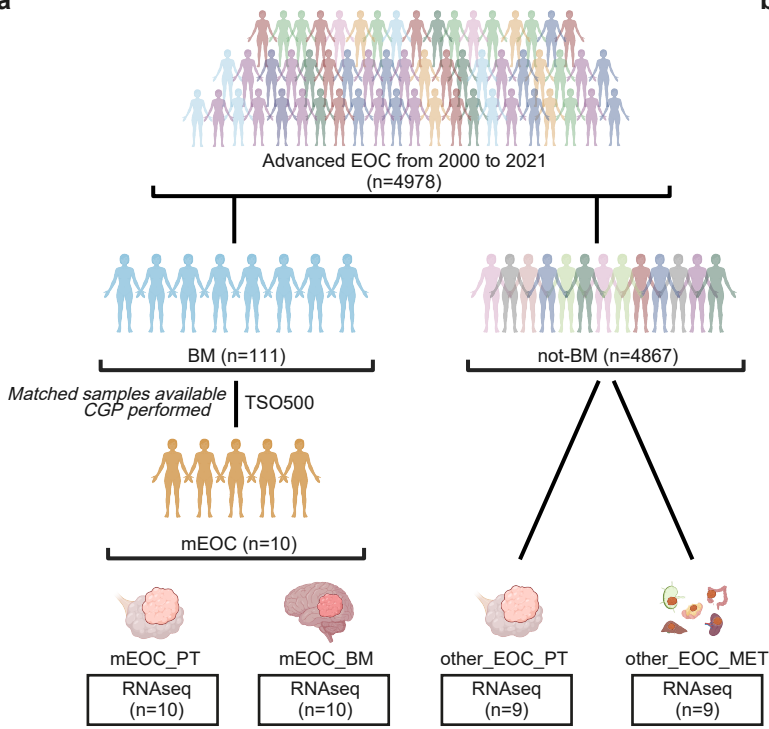 a
b
Advanced EOC from 2000 to 2021
(n=4978)
BM (n=111)
not-BM (n=4867)
Matched samples available
CGP performed
TSO500
mEOC (n=10)
mEOC_PT
mEOC_BM
other_EOC_PT
other_EOC_MET
RNAseq
(n=10)
RNAseq
(n=10)
RNAseq
(n=9)
RNAseq
(n=9)